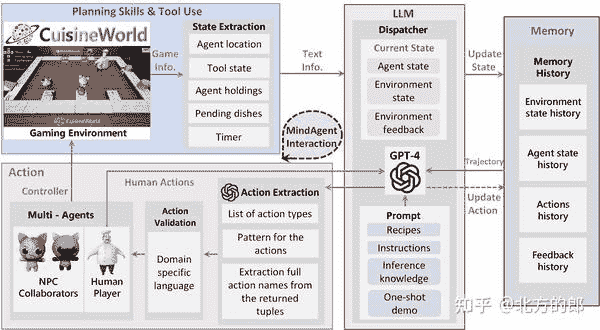 Planning Skills & Tool Use
CuisineWorld
CuisineWorld
Gaming Environment
Game
Info.
State Extraction
Agent location
Tool state
Agent holdings
Pending dishes
Timer
Text
Info.
MindAgent
Interaction
LLM
Dispatcher
Current State
Agent state
Environment
state
Environment
feedback
GPT-4
Prompt
Recipes
Instructions
Inference
knowledge
One-shot
demo
Update
State
Trajectory
Update
Action
Memory
Memory
History
Environment
state history
Agent state
history
Actions
history
Feedback
history
Action
Controller
Human Actions
Multi - Agents
NPC
Collaborators
Human
Player
Action
Validation
Domain
specific
language
Action Extraction
List of action types
Pattern for the
actions
Extraction full
action names from
the returned
tuples
知乎 @北方的郎